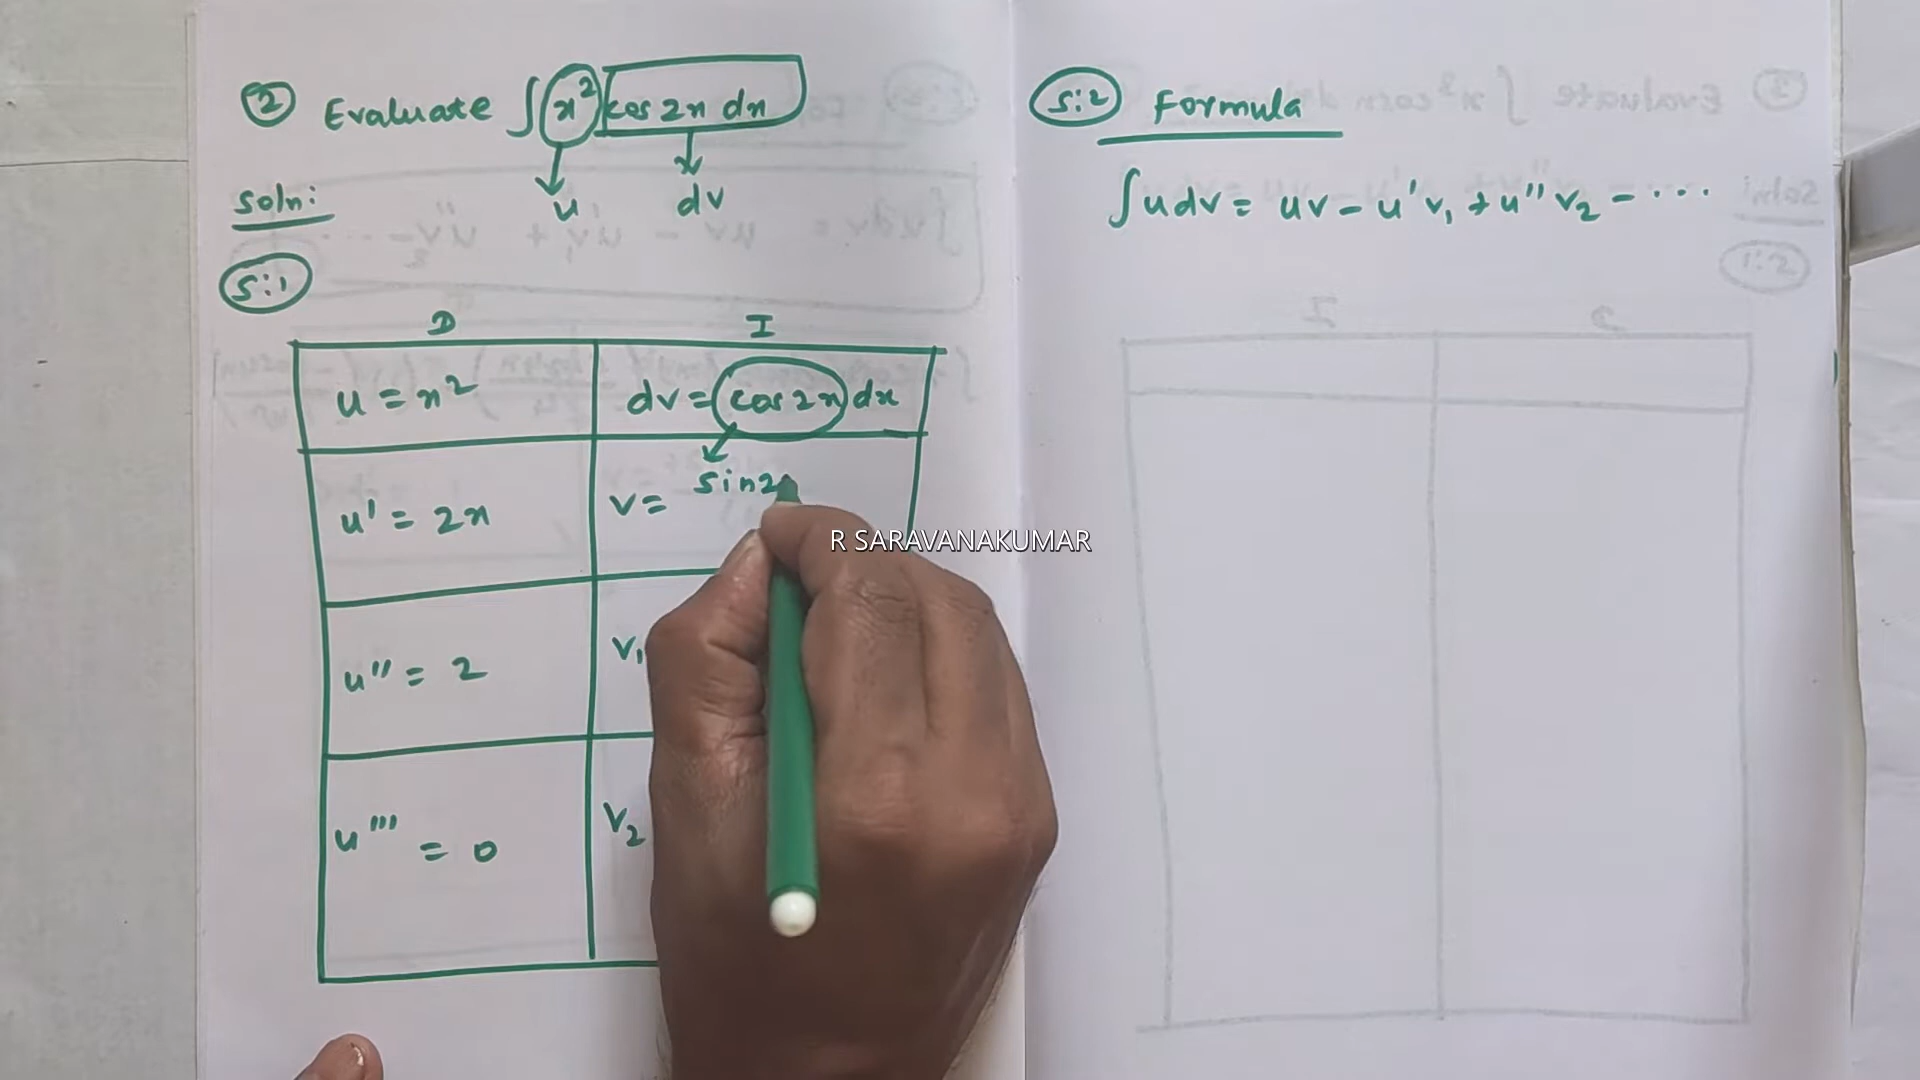 ② Evaluate ∫ x² cos 2x dx
u dv
Soln:
S:1
D I
u = x² dv = cos 2x dx
sin2
u' = 2x v =
u'' = 2 v₁
u''' = 0 v₂
S:2 Formula
∫ u dv = uv - u'v₁ + u''v₂ - ...
R SARAVANAKUMAR